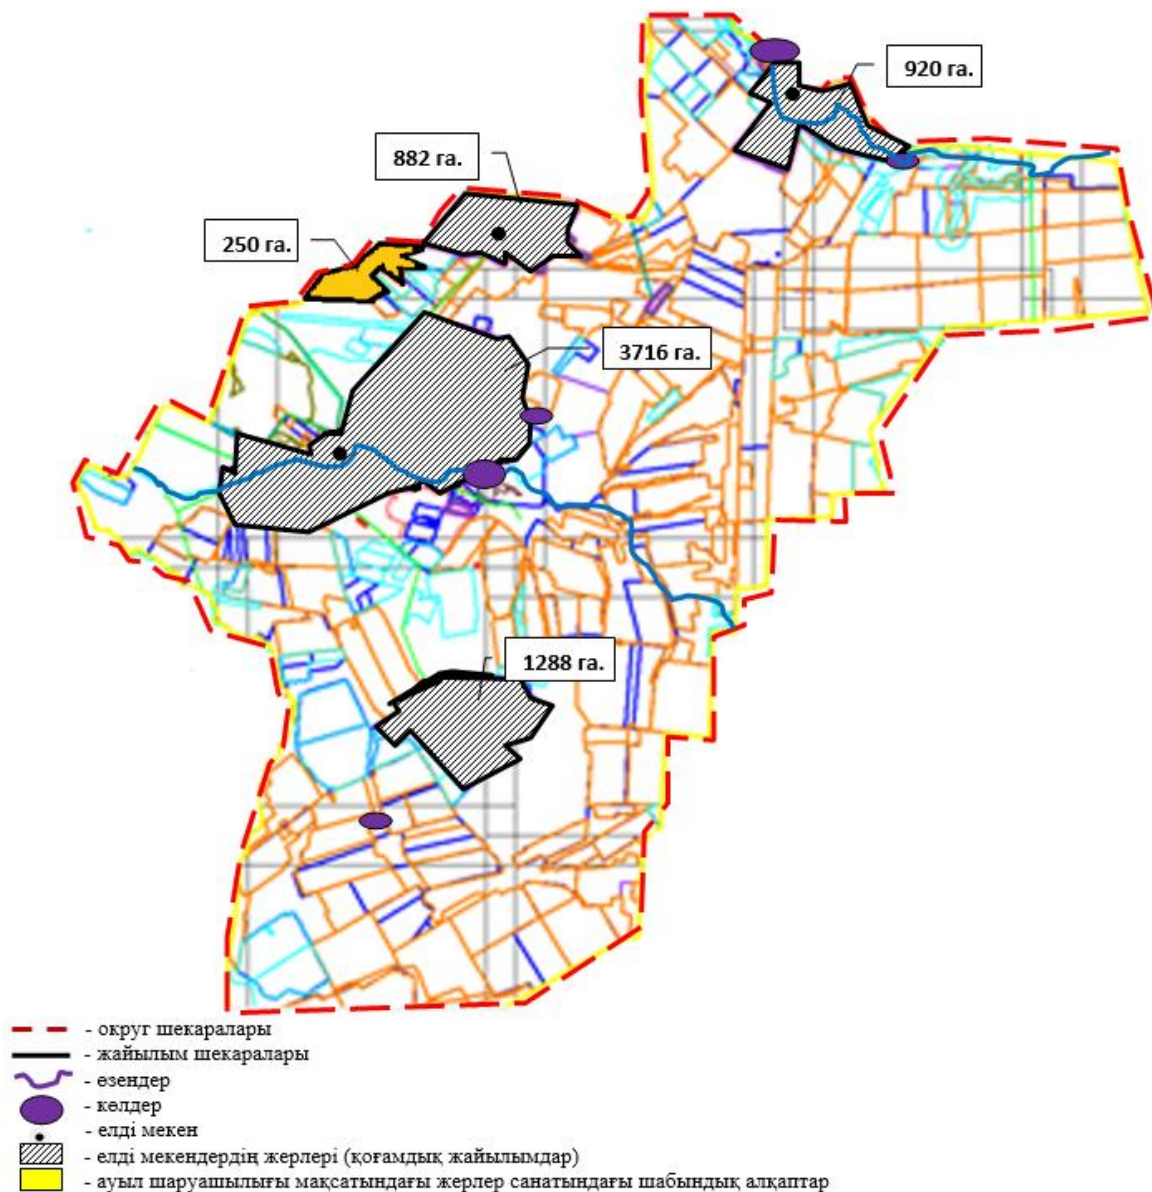 920 га.
882 га.
250 га.
3716 га.
1288 га.
- округ шекаралары
- жайылым шекаралары
- өзендер
- көлдер
- елді мекен
- елді мекендердің жерлері (қоғамдық жайылымдар)
- ауыл шаруашылығы мақсатындағы жерлер санатындағы шабындық алқаптар